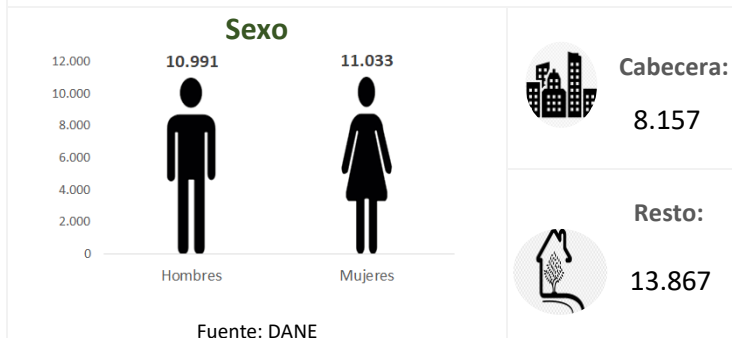 Sexo
12.000
10.000
8.000
6.000
4.000
2.000
0
10.991
11.033
Hombres
Mujeres
Fuente: DANE
Cabecera:
8.157
Resto:
13.867